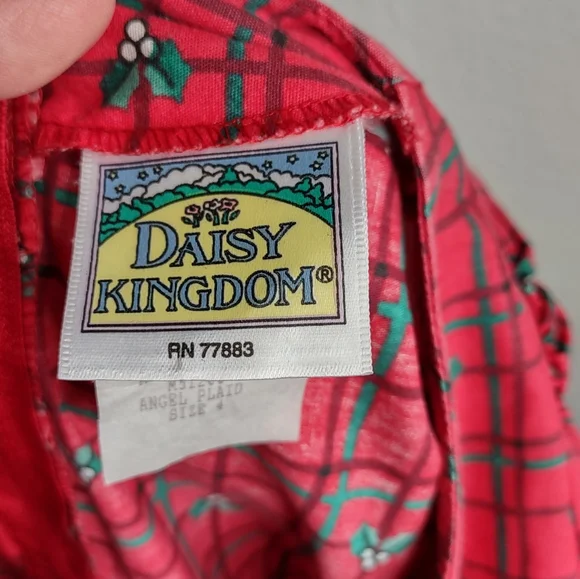 DAISY
KINGDOM®
RN 77883
ANGEL PLAID
SIZE 4